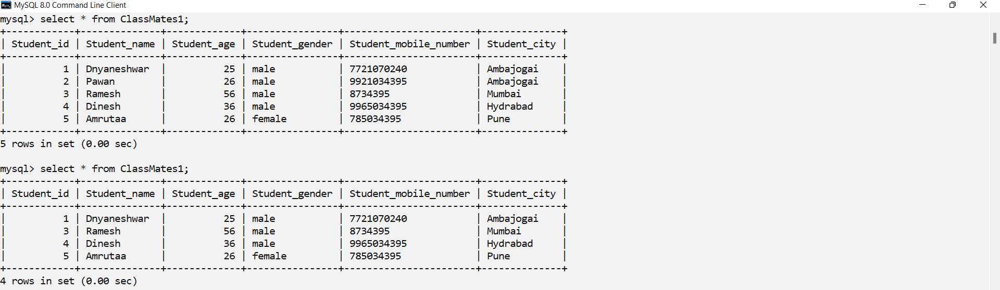 MySQL 8.0 Command Line Client
mysql> select * from ClassMates1;
+------------+--------------+-------------+----------------+-----------------------+--------------+
| Student_id | Student_name | Student_age | Student_gender | Student_mobile_number | Student_city |
+------------+--------------+-------------+----------------+-----------------------+--------------+
|          1 | Dnyaneshwar  |          25 | male           | 7721070240            | Ambajogai    |
|          2 | Pawan        |          26 | male           | 9921034395            | Ambajogai    |
|          3 | Ramesh       |          56 | male           | 8734395               | Mumbai       |
|          4 | Dinesh       |          36 | male           | 9965034395            | Hydrabad     |
|          5 | Amrutaa      |          26 | female         | 785034395             | Pune         |
+------------+--------------+-------------+----------------+-----------------------+--------------+
5 rows in set (0.00 sec)
mysql> select * from ClassMates1;
+------------+--------------+-------------+----------------+-----------------------+--------------+
| Student_id | Student_name | Student_age | Student_gender | Student_mobile_number | Student_city |
+------------+--------------+-------------+----------------+-----------------------+--------------+
|          1 | Dnyaneshwar  |          25 | male           | 7721070240            | Ambajogai    |
|          3 | Ramesh       |          56 | male           | 8734395               | Mumbai       |
|          4 | Dinesh       |          36 | male           | 9965034395            | Hydrabad     |
|          5 | Amrutaa      |          26 | female         | 785034395             | Pune         |
+------------+--------------+-------------+----------------+-----------------------+--------------+
4 rows in set (0.00 sec)